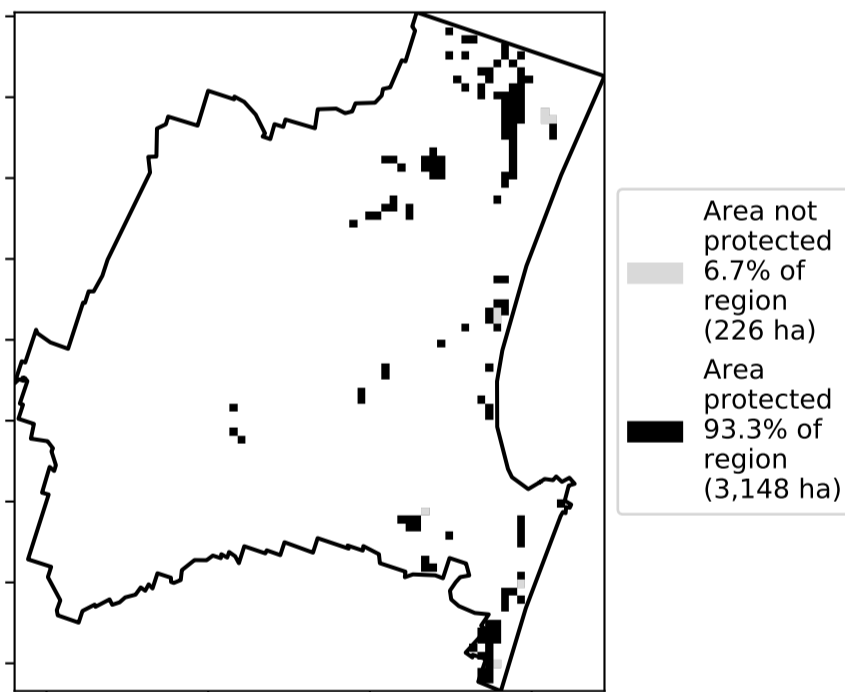 Area not
protected
6.7% of
region
(226 ha)
Area
protected
93.3% of
region
(3,148 ha)